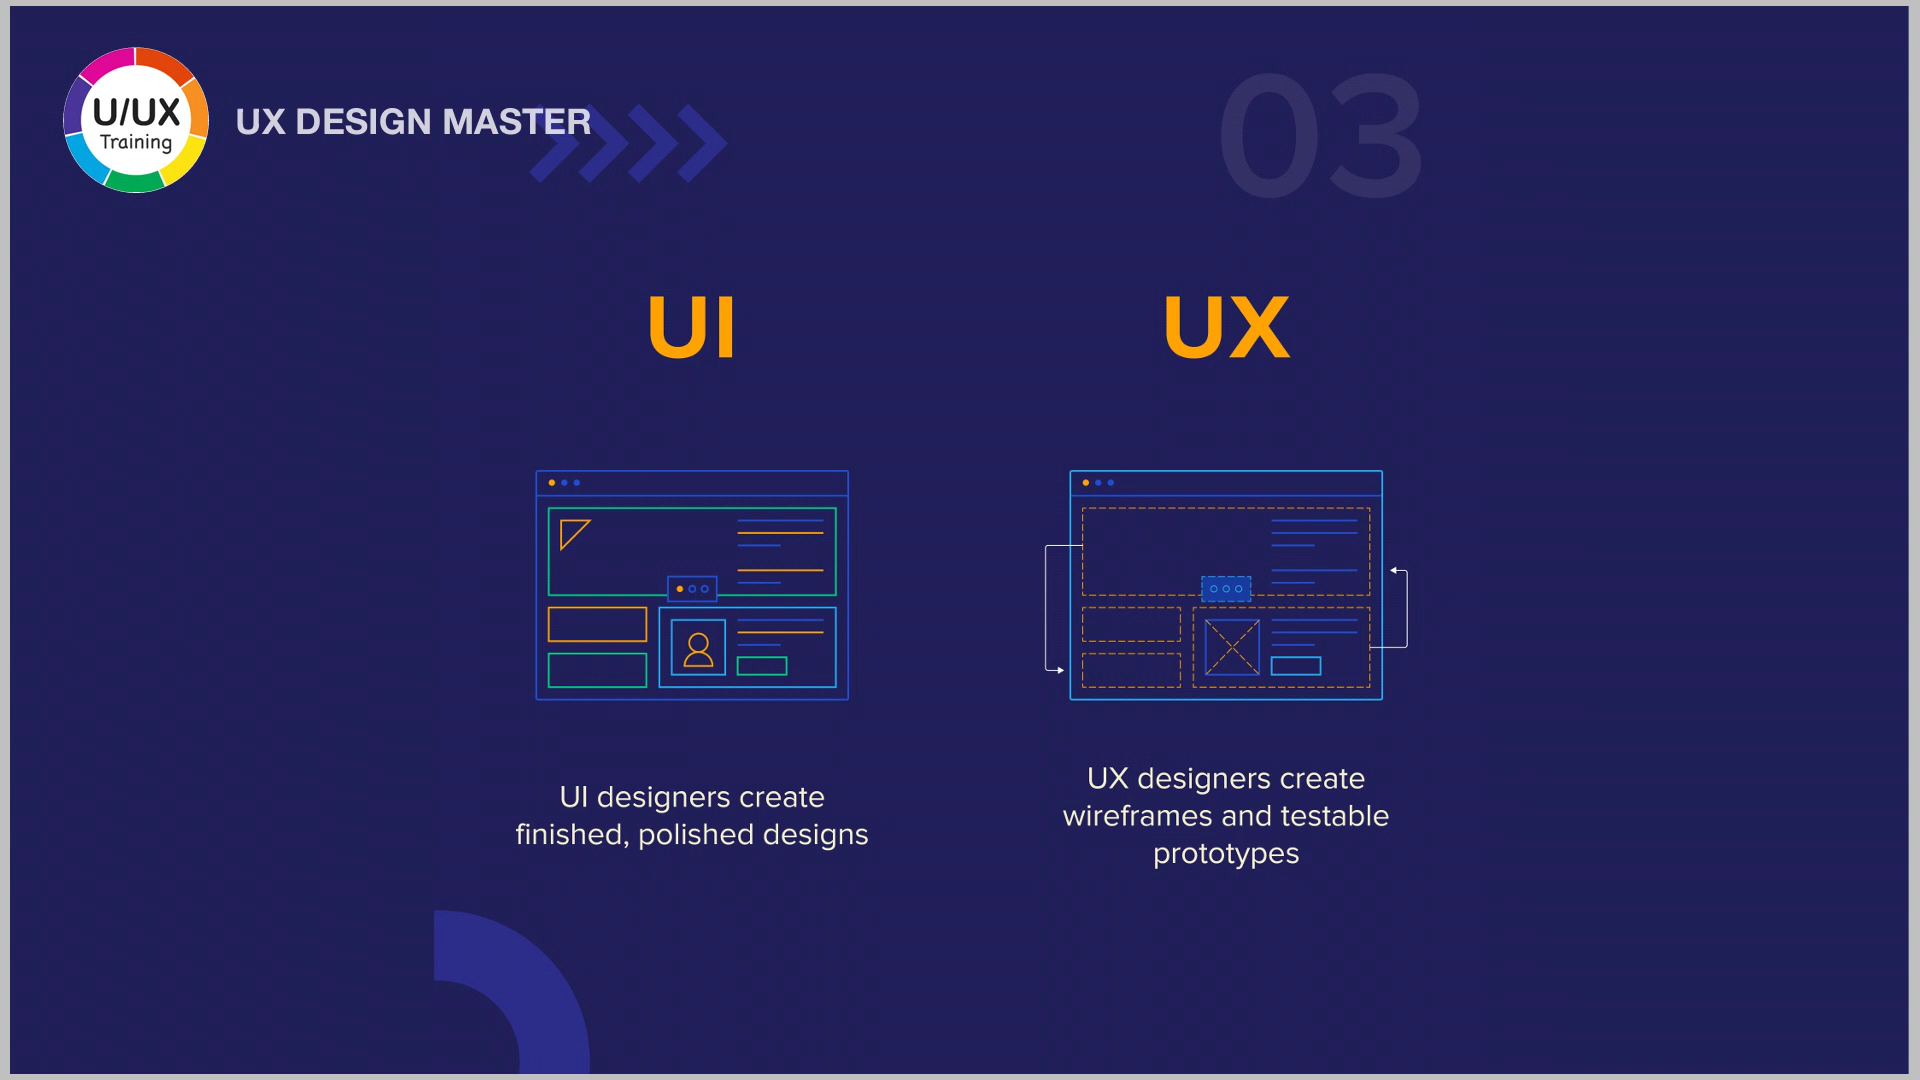 U/UX
Training
UX DESIGN MASTER
03
UI
UX
UI designers create
finished, polished designs
UX designers create
wireframes and testable
prototypes